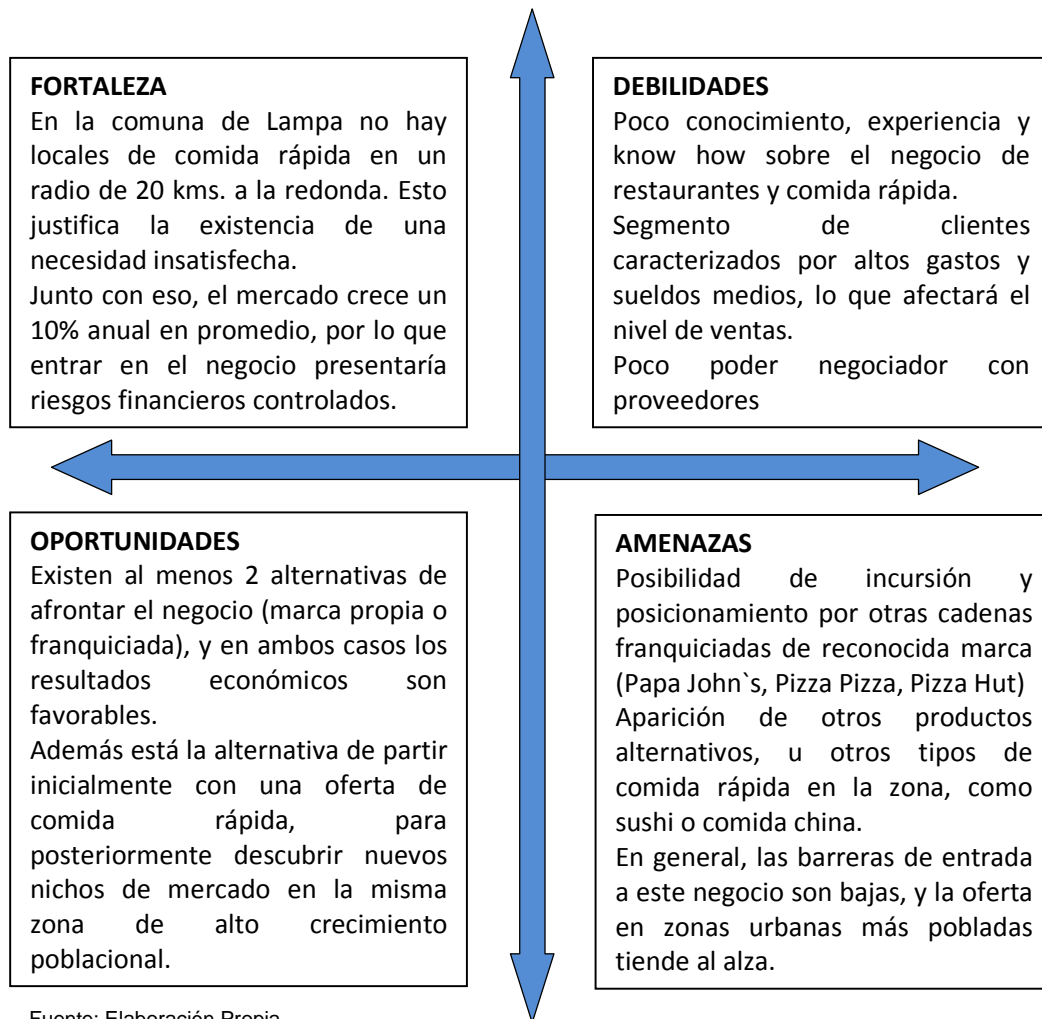 FORTALEZA
En la comuna de Lampa no hay
locales de comida rápida en un
radio de 20 kms. a la redonda. Esto
justifica la existencia de una
necesidad insatisfecha.
Junto con eso, el mercado crece un
10% anual en promedio, por lo que
entrar en el negocio presentaría
riesgos financieros controlados.
DEBILIDADES
Poco conocimiento, experiencia y
know how sobre el negocio de
restaurantes y comida rápida.
Segmento de clientes
caracterizados por altos gastos y
sueldos medios, lo que afectará el
nivel de ventas.
Poco poder negociador con
proveedores
OPORTUNIDADES
Existen al menos 2 alternativas de
afrontar el negocio (marca propia o
franquiciada), y en ambos casos los
resultados económicos son
favorables.
Además está la alternativa de partir
inicialmente con una oferta de
comida rápida, para
posteriormente descubrir nuevos
nichos de mercado en la misma
zona de alto crecimiento
poblacional.
AMENAZAS
Posibilidad de incursión y
posicionamiento por otras cadenas
franquiciadas de reconocida marca
(Papa John`s, Pizza Pizza, Pizza Hut)
Aparición de otros productos
alternativos, u otros tipos de
comida rápida en la zona, como
sushi o comida china.
En general, las barreras de entrada
a este negocio son bajas, y la oferta
en zonas urbanas más pobladas
tiende al alza.
Fuente: Elaboración Propia